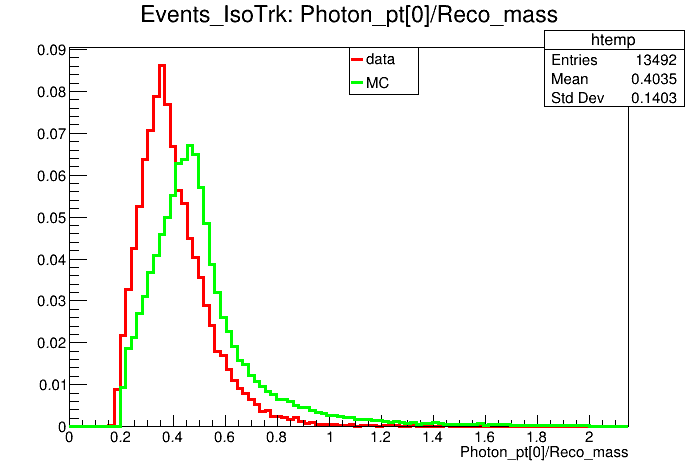 Events_IsoTrk: Photon_pt[0]/Reco_mass
htemp
Entries 13492
Mean 0.4035
Std Dev 0.1403
data
MC
0.09
0.08
0.07
0.06
0.05
0.04
0.03
0.02
0.01
0
0 0.2 0.4 0.6 0.8 1 1.2 1.4 1.6 1.8 2
Photon_pt[0]/Reco_mass